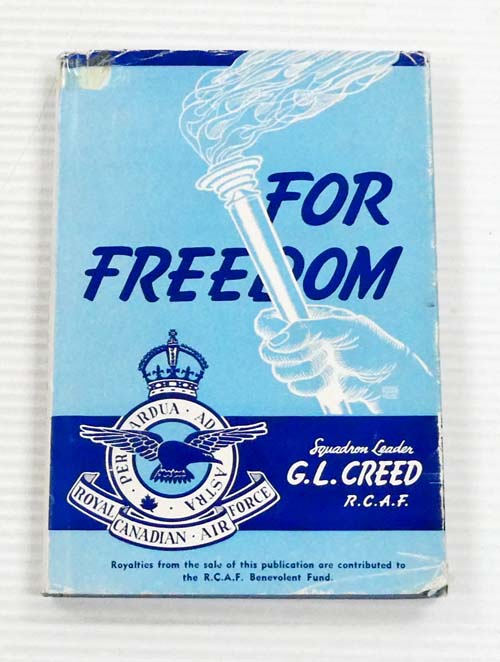 FOR
FREEDOM
PER ARDUA · AD ASTRA
ROYAL CANADIAN · AIR FORCE
Squadron Leader
G.L. CREED
R.C.A.F.
Royalties from the sale of this publication are contributed to
the R.C.A.F. Benevolent Fund.